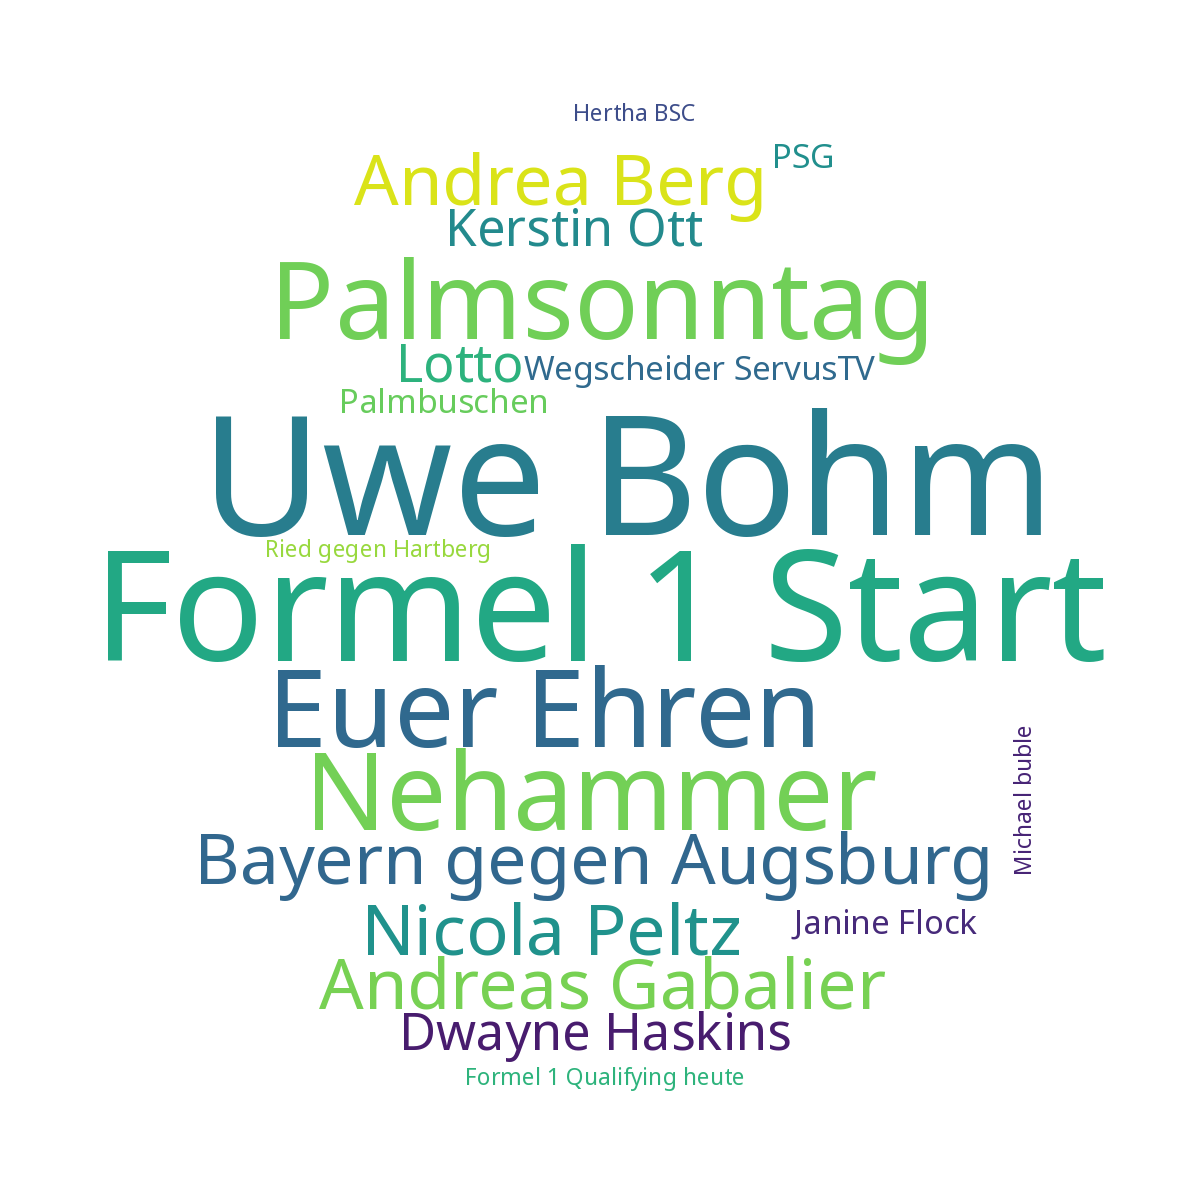 Hertha BSC
PSG
Andrea Berg
Kerstin Ott
Palmsonntag
Lotto
Wegscheider ServusTV
Palmbuschen
Uwe Bohm
Ried gegen Hartberg
Formel 1 Start
Euer Ehren
Nehammer
Michael buble
Bayern gegen Augsburg
Nicola Peltz
Janine Flock
Andreas Gabalier
Dwayne Haskins
Formel 1 Qualifying heute